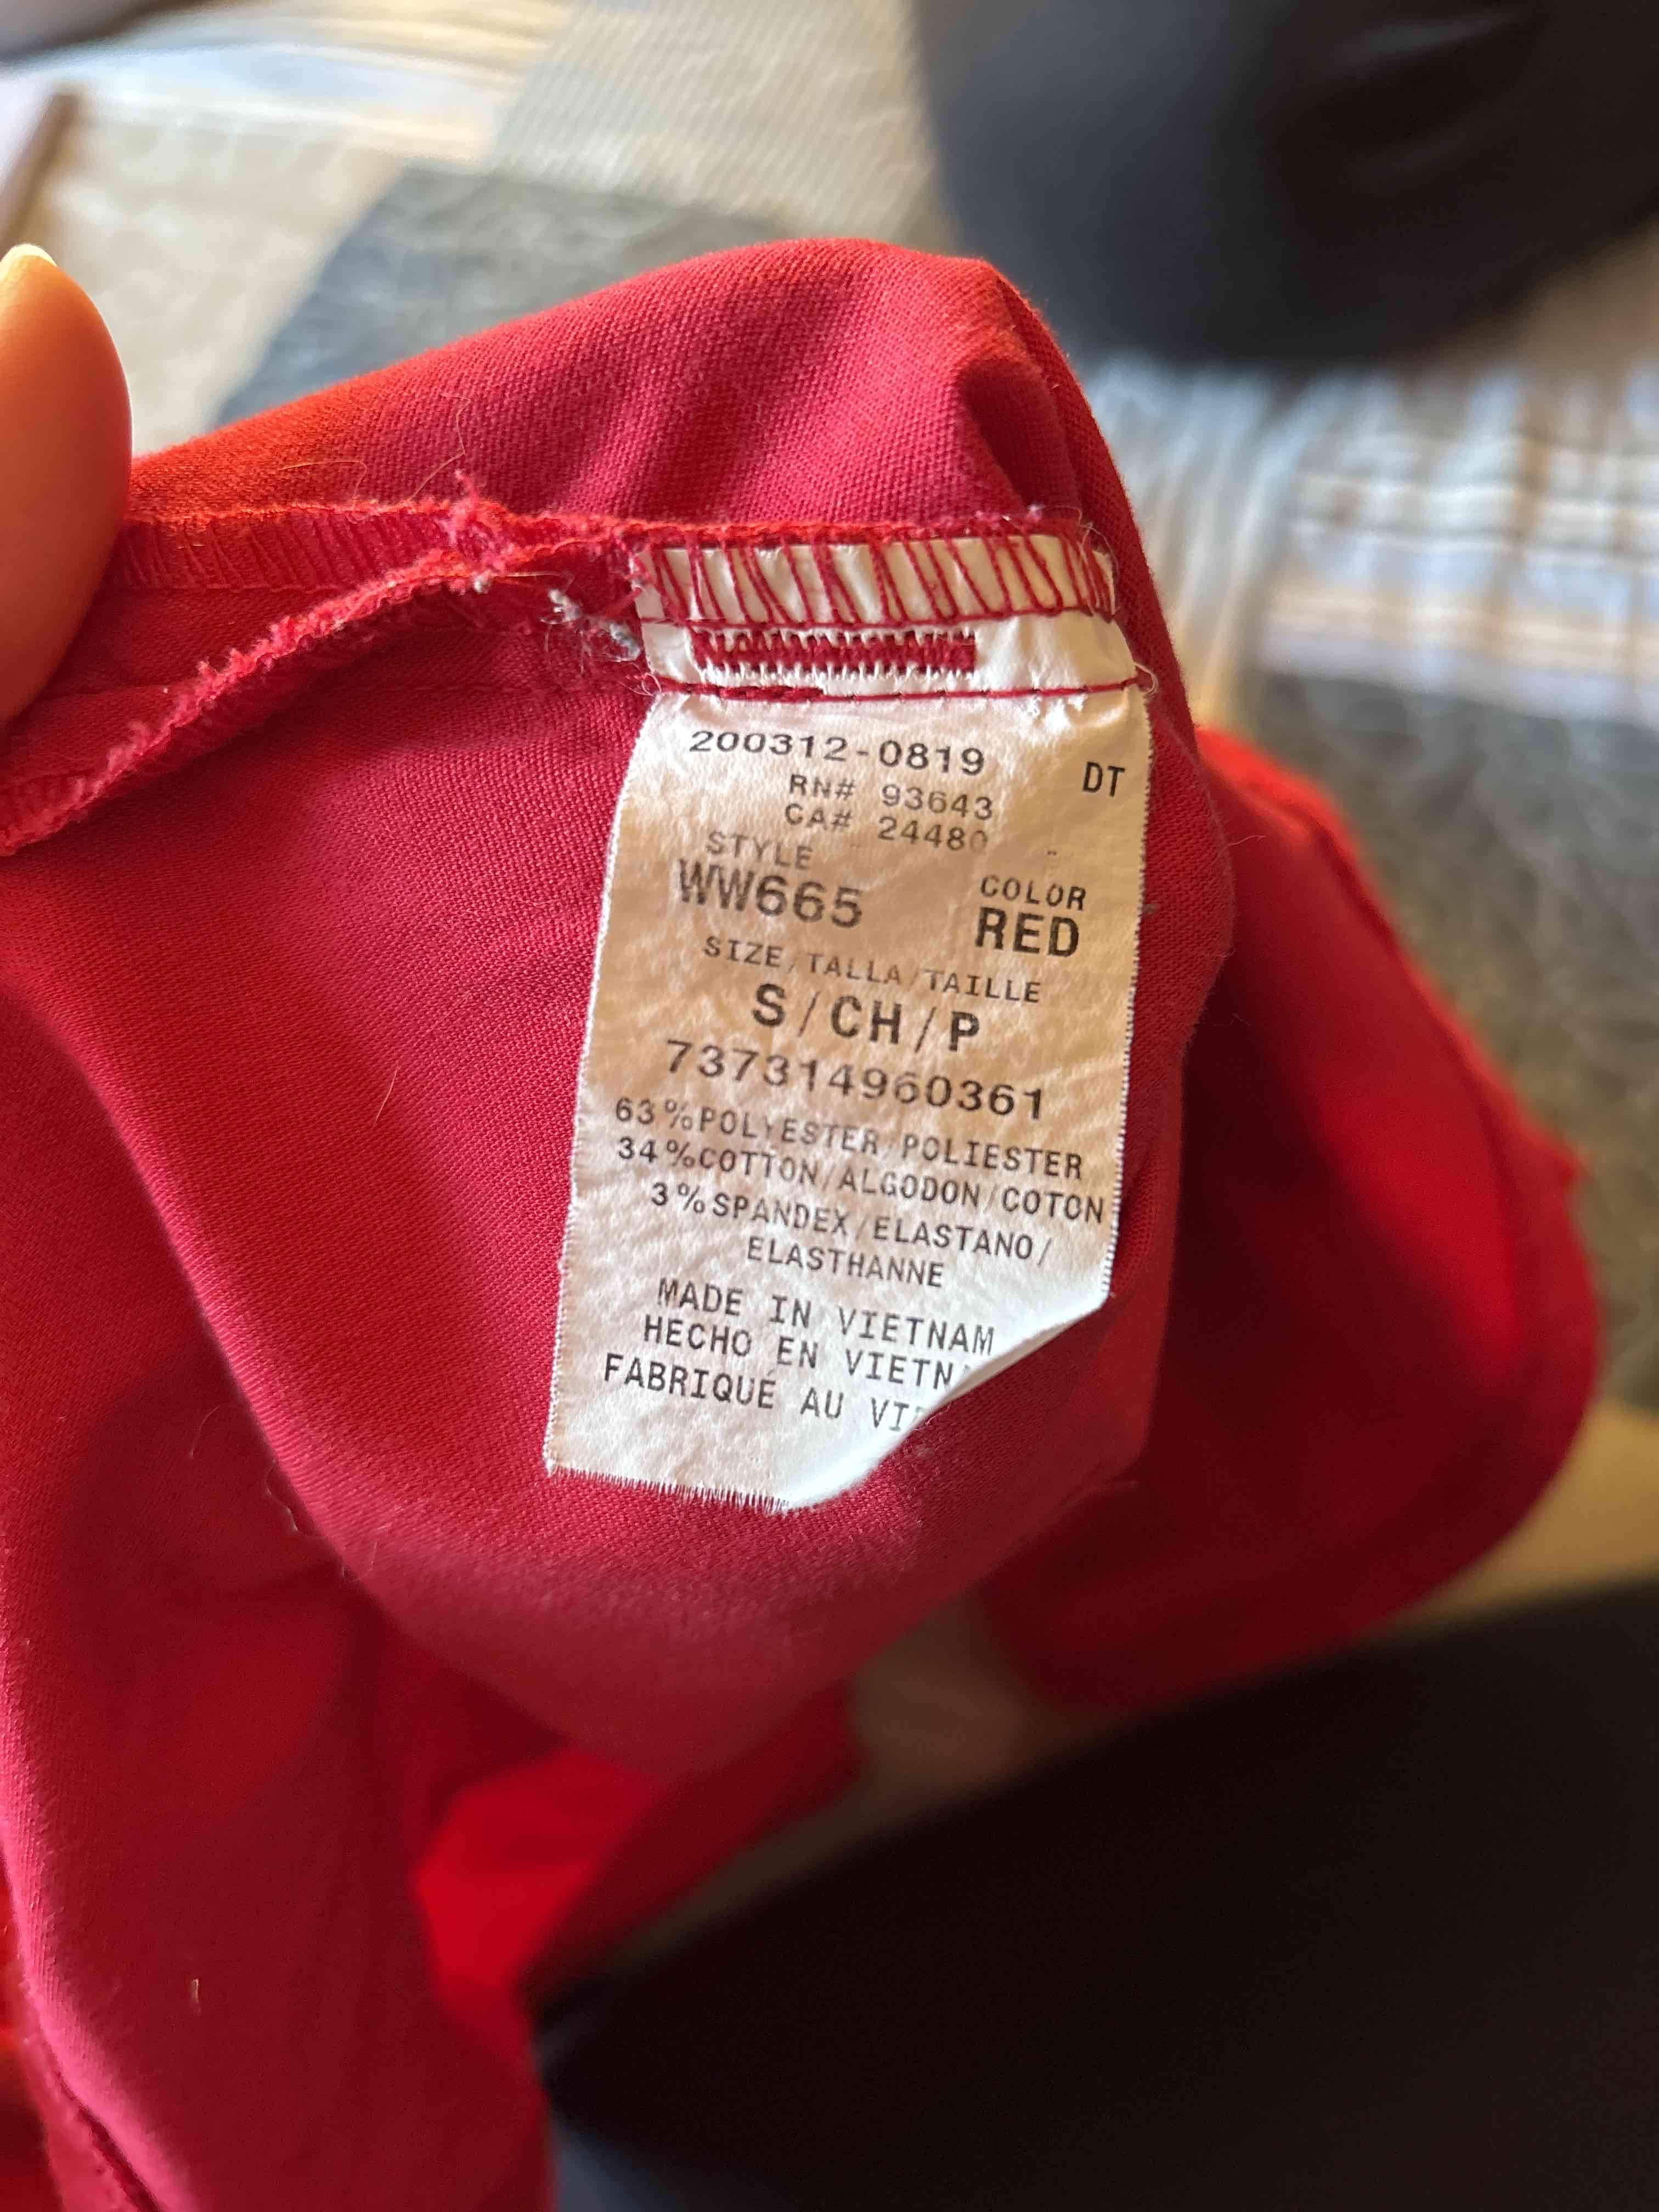 200312-0819
DT
RN# 93643
CA# 24480
STYLE
WW665
COLOR
RED
SIZE/TALLA/TAILLE
S/CH/P
737314960361
63%POLYESTER/POLIESTER
34%COTTON/ALGODON/COTON
3%SPANDEX/ELASTANO/
ELASTHANNE
MADE IN VIETNAM
HECHO EN
FABRIQUÉ AU